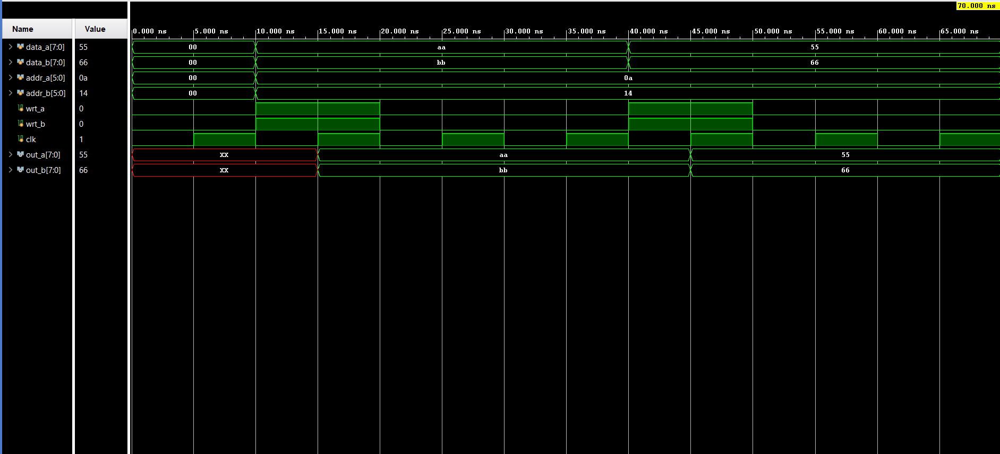 70.000 ns
Name Value 0.000 ns 5.000 ns 10.000 ns 15.000 ns 20.000 ns 25.000 ns 30.000 ns 35.000 ns 40.000 ns 45.000 ns 50.000 ns 55.000 ns 60.000 ns 65.000 ns
data_a[7:0] 55 00 aa 55
data_b[7:0] 66 00 bb 66
addr_a[5:0] 0a 00 0a
addr_b[5:0] 14 00 14
wrt_a 0
wrt_b 0
clk 1
out_a[7:0] 55 XX aa 55
out_b[7:0] 66 XX bb 66